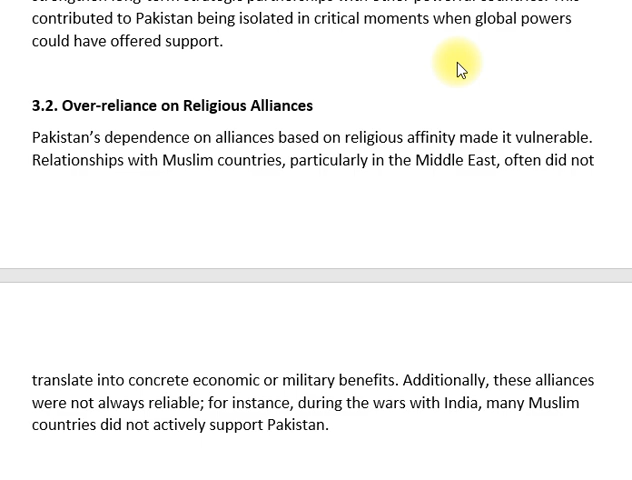 contributed to Pakistan being isolated in critical moments when global powers
could have offered support.
3.2. Over-reliance on Religious Alliances
Pakistan's dependence on alliances based on religious affinity made it vulnerable.
Relationships with Muslim countries, particularly in the Middle East, often did not
translate into concrete economic or military benefits. Additionally, these alliances
were not always reliable; for instance, during the wars with India, many Muslim
countries did not actively support Pakistan.